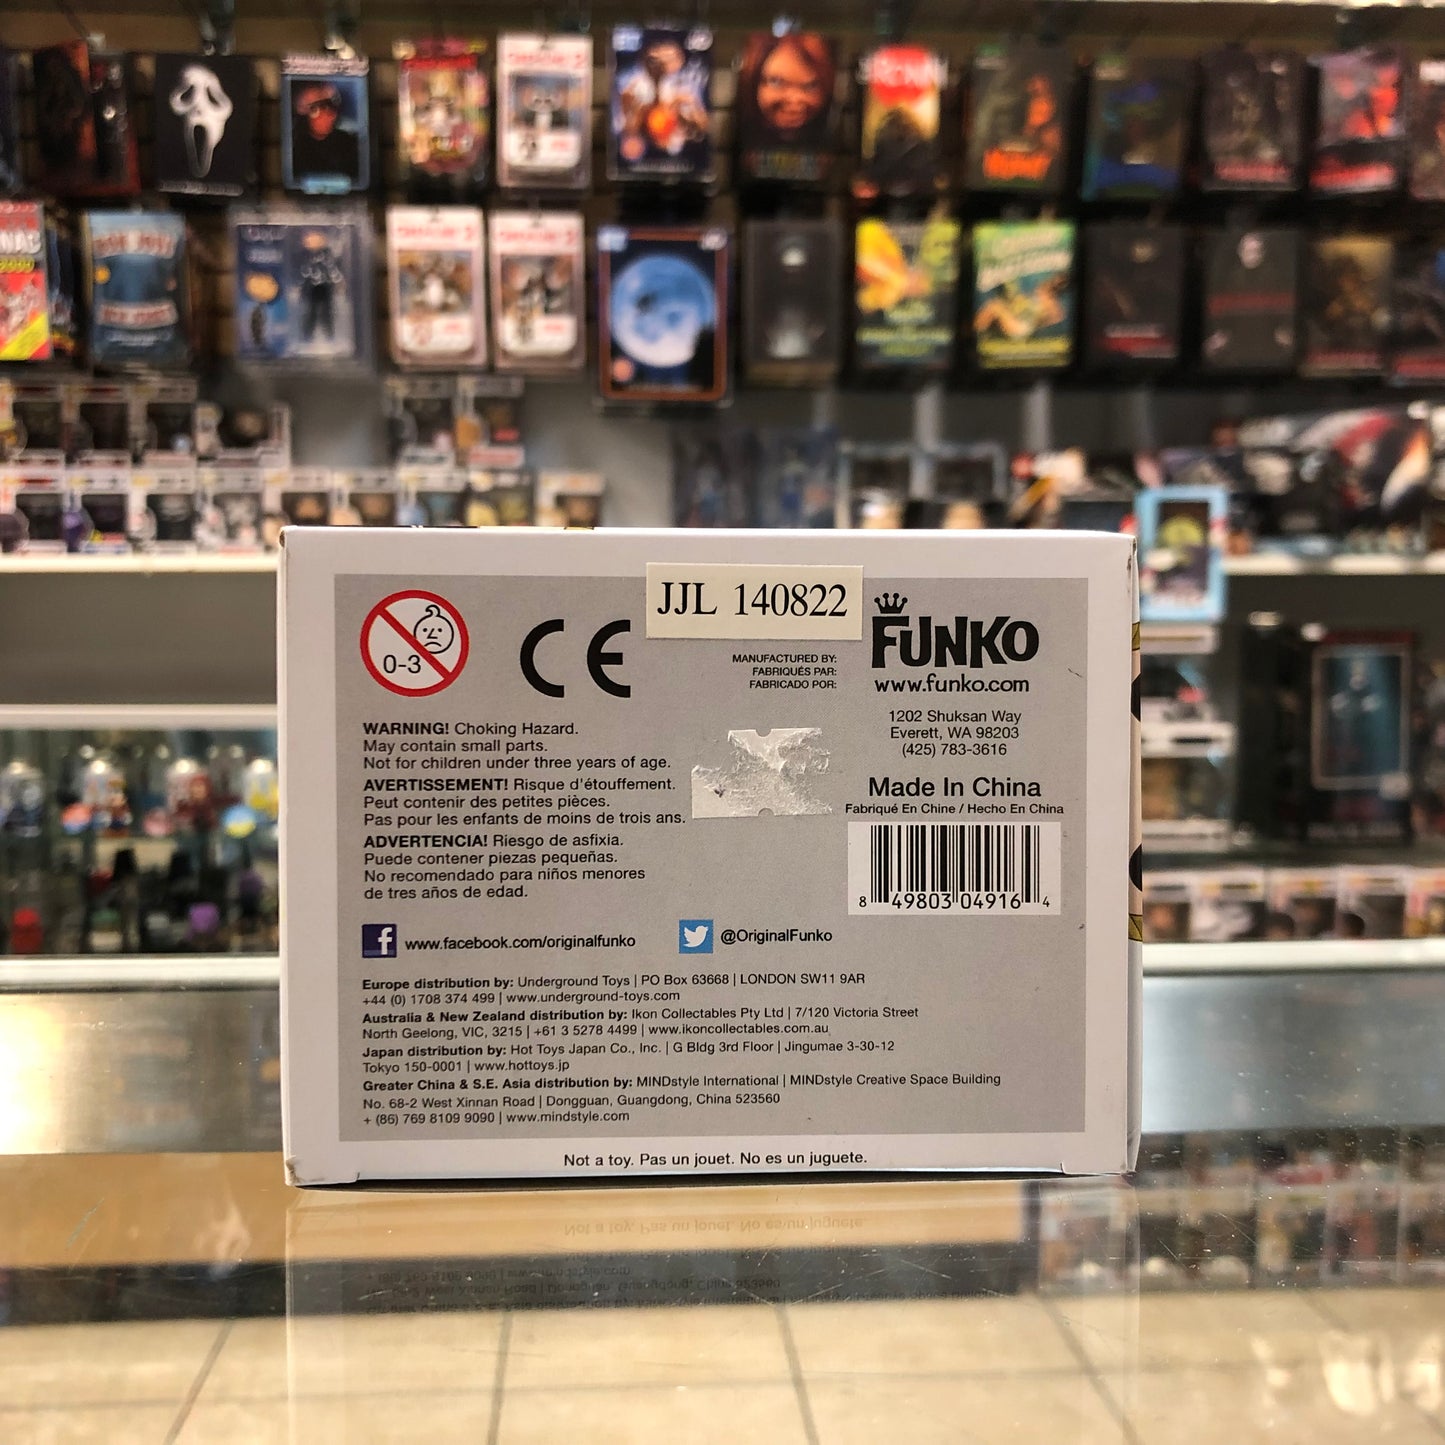 JJL 140822
0-3
CE
MANUFACTURED BY:
FABRIQUÉS PAR:
FABRICADO POR:
FUNKO
www.funko.com
1202 Shuksan Way
Everett, WA 98203
(425) 783-3616
Made In China
Fabriqué En Chine / Hecho En China
8 49803 04916 4
WARNING! Choking Hazard.
May contain small parts.
Not for children under three years of age.
AVERTISSEMENT! Risque d'étouffement.
Peut contenir des petites pièces.
Pas pour les enfants de moins de trois ans.
ADVERTENCIA! Riesgo de asfixia.
Puede contener piezas pequeñas.
No recomendado para niños menores
de tres años de edad.
f www.facebook.com/originalfunko
@OriginalFunko
Europe distribution by: Underground Toys | PO Box 63668 | LONDON SW11 9AR
+44 (0) 1708 374 499 | www.underground-toys.com
Australia & New Zealand distribution by: Ikon Collectables Pty Ltd | 7/120 Victoria Street
North Geelong, VIC, 3215 | +61 3 5278 4499 | www.ikoncollectables.com.au
Japan distribution by: Hot Toys Japan Co., Inc. | G Bldg 3rd Floor | Jingumae 3-30-12
Tokyo 150-0001 | www.hottoys.jp
Greater China & S.E. Asia distribution by: MINDstyle International | MINDstyle Creative Space Building
No. 68-2 West Xinnan Road | Dongguan, Guangdong, China 523560
+ (86) 769 8109 9090 | www.mindstyle.com
Not a toy. Pas un jouet. No es un juguete.